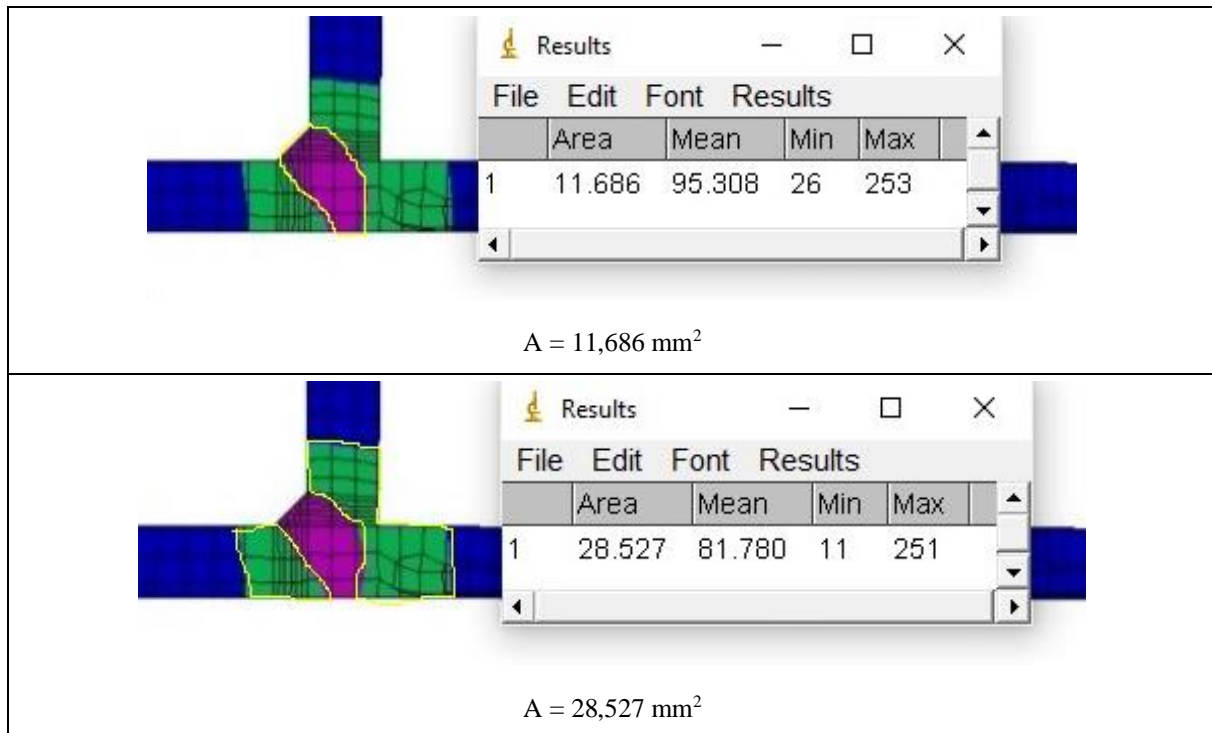 Results
File Edit Font Results
Area Mean Min Max
1 11.686 95.308 26 253
A = 11,686 mm²
Results
File Edit Font Results
Area Mean Min Max
1 28.527 81.780 11 251
A = 28,527 mm²